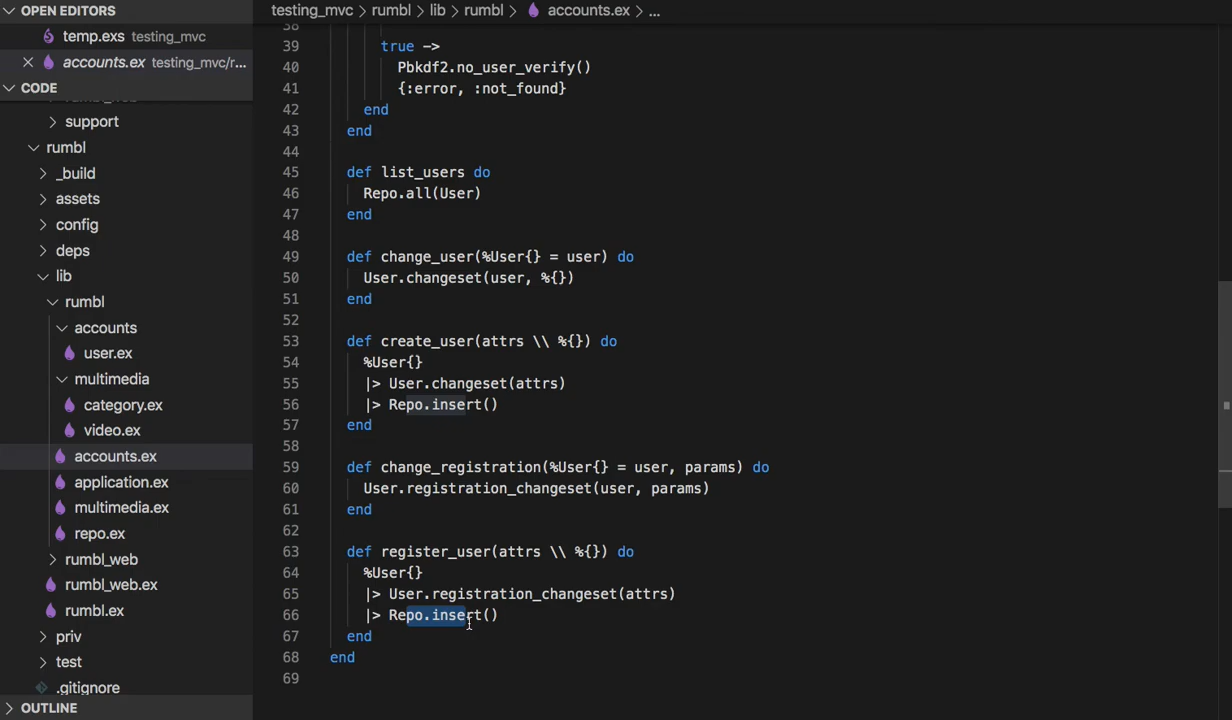 OPEN EDITORS
temp.exs testing_mvc
accounts.ex testing_mvc/r...
CODE
support
rumbl
_build
assets
config
deps
lib
rumbl
accounts
user.ex
multimedia
category.ex
video.ex
accounts.ex
application.ex
multimedia.ex
repo.ex
rumbl_web
rumbl_web.ex
rumbl.ex
priv
test
.gitignore
OUTLINE
testing_mvc > rumbl > lib > rumbl > accounts.ex > ...
38
39 true ->
40 Pbkdf2.no_user_verify()
41 {:error, :not_found}
42 end
43 end
44
45 def list_users do
46 Repo.all(User)
47 end
48
49 def change_user(%User{} = user) do
50 User.changeset(user, %{})
51 end
52
53 def create_user(attrs \\ %{}) do
54 %User{}
55 |> User.changeset(attrs)
56 |> Repo.insert()
57 end
58
59 def change_registration(%User{} = user, params) do
60 User.registration_changeset(user, params)
61 end
62
63 def register_user(attrs \\ %{}) do
64 %User{}
65 |> User.registration_changeset(attrs)
66 |> Repo.insert()
67 end
68 end
69